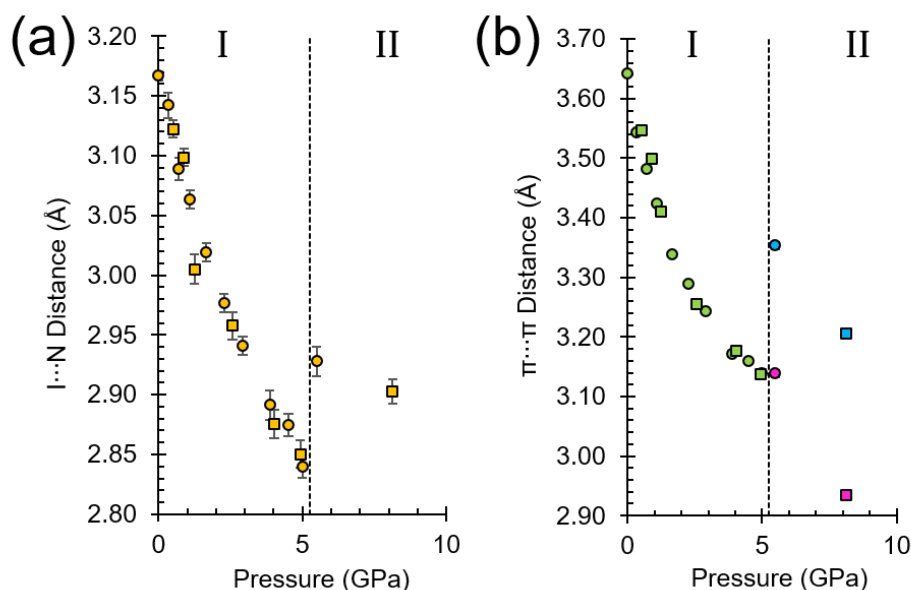 (a)
I
II
3.20
3.15
3.10
3.05
3.00
2.95
2.90
2.85
2.80
I···N Distance (Å)
0
5
10
Pressure (GPa)
(b)
I
II
3.70
3.60
3.50
3.40
3.30
3.20
3.10
3.00
2.90
π···π Distance (Å)
0
5
10
Pressure (GPa)